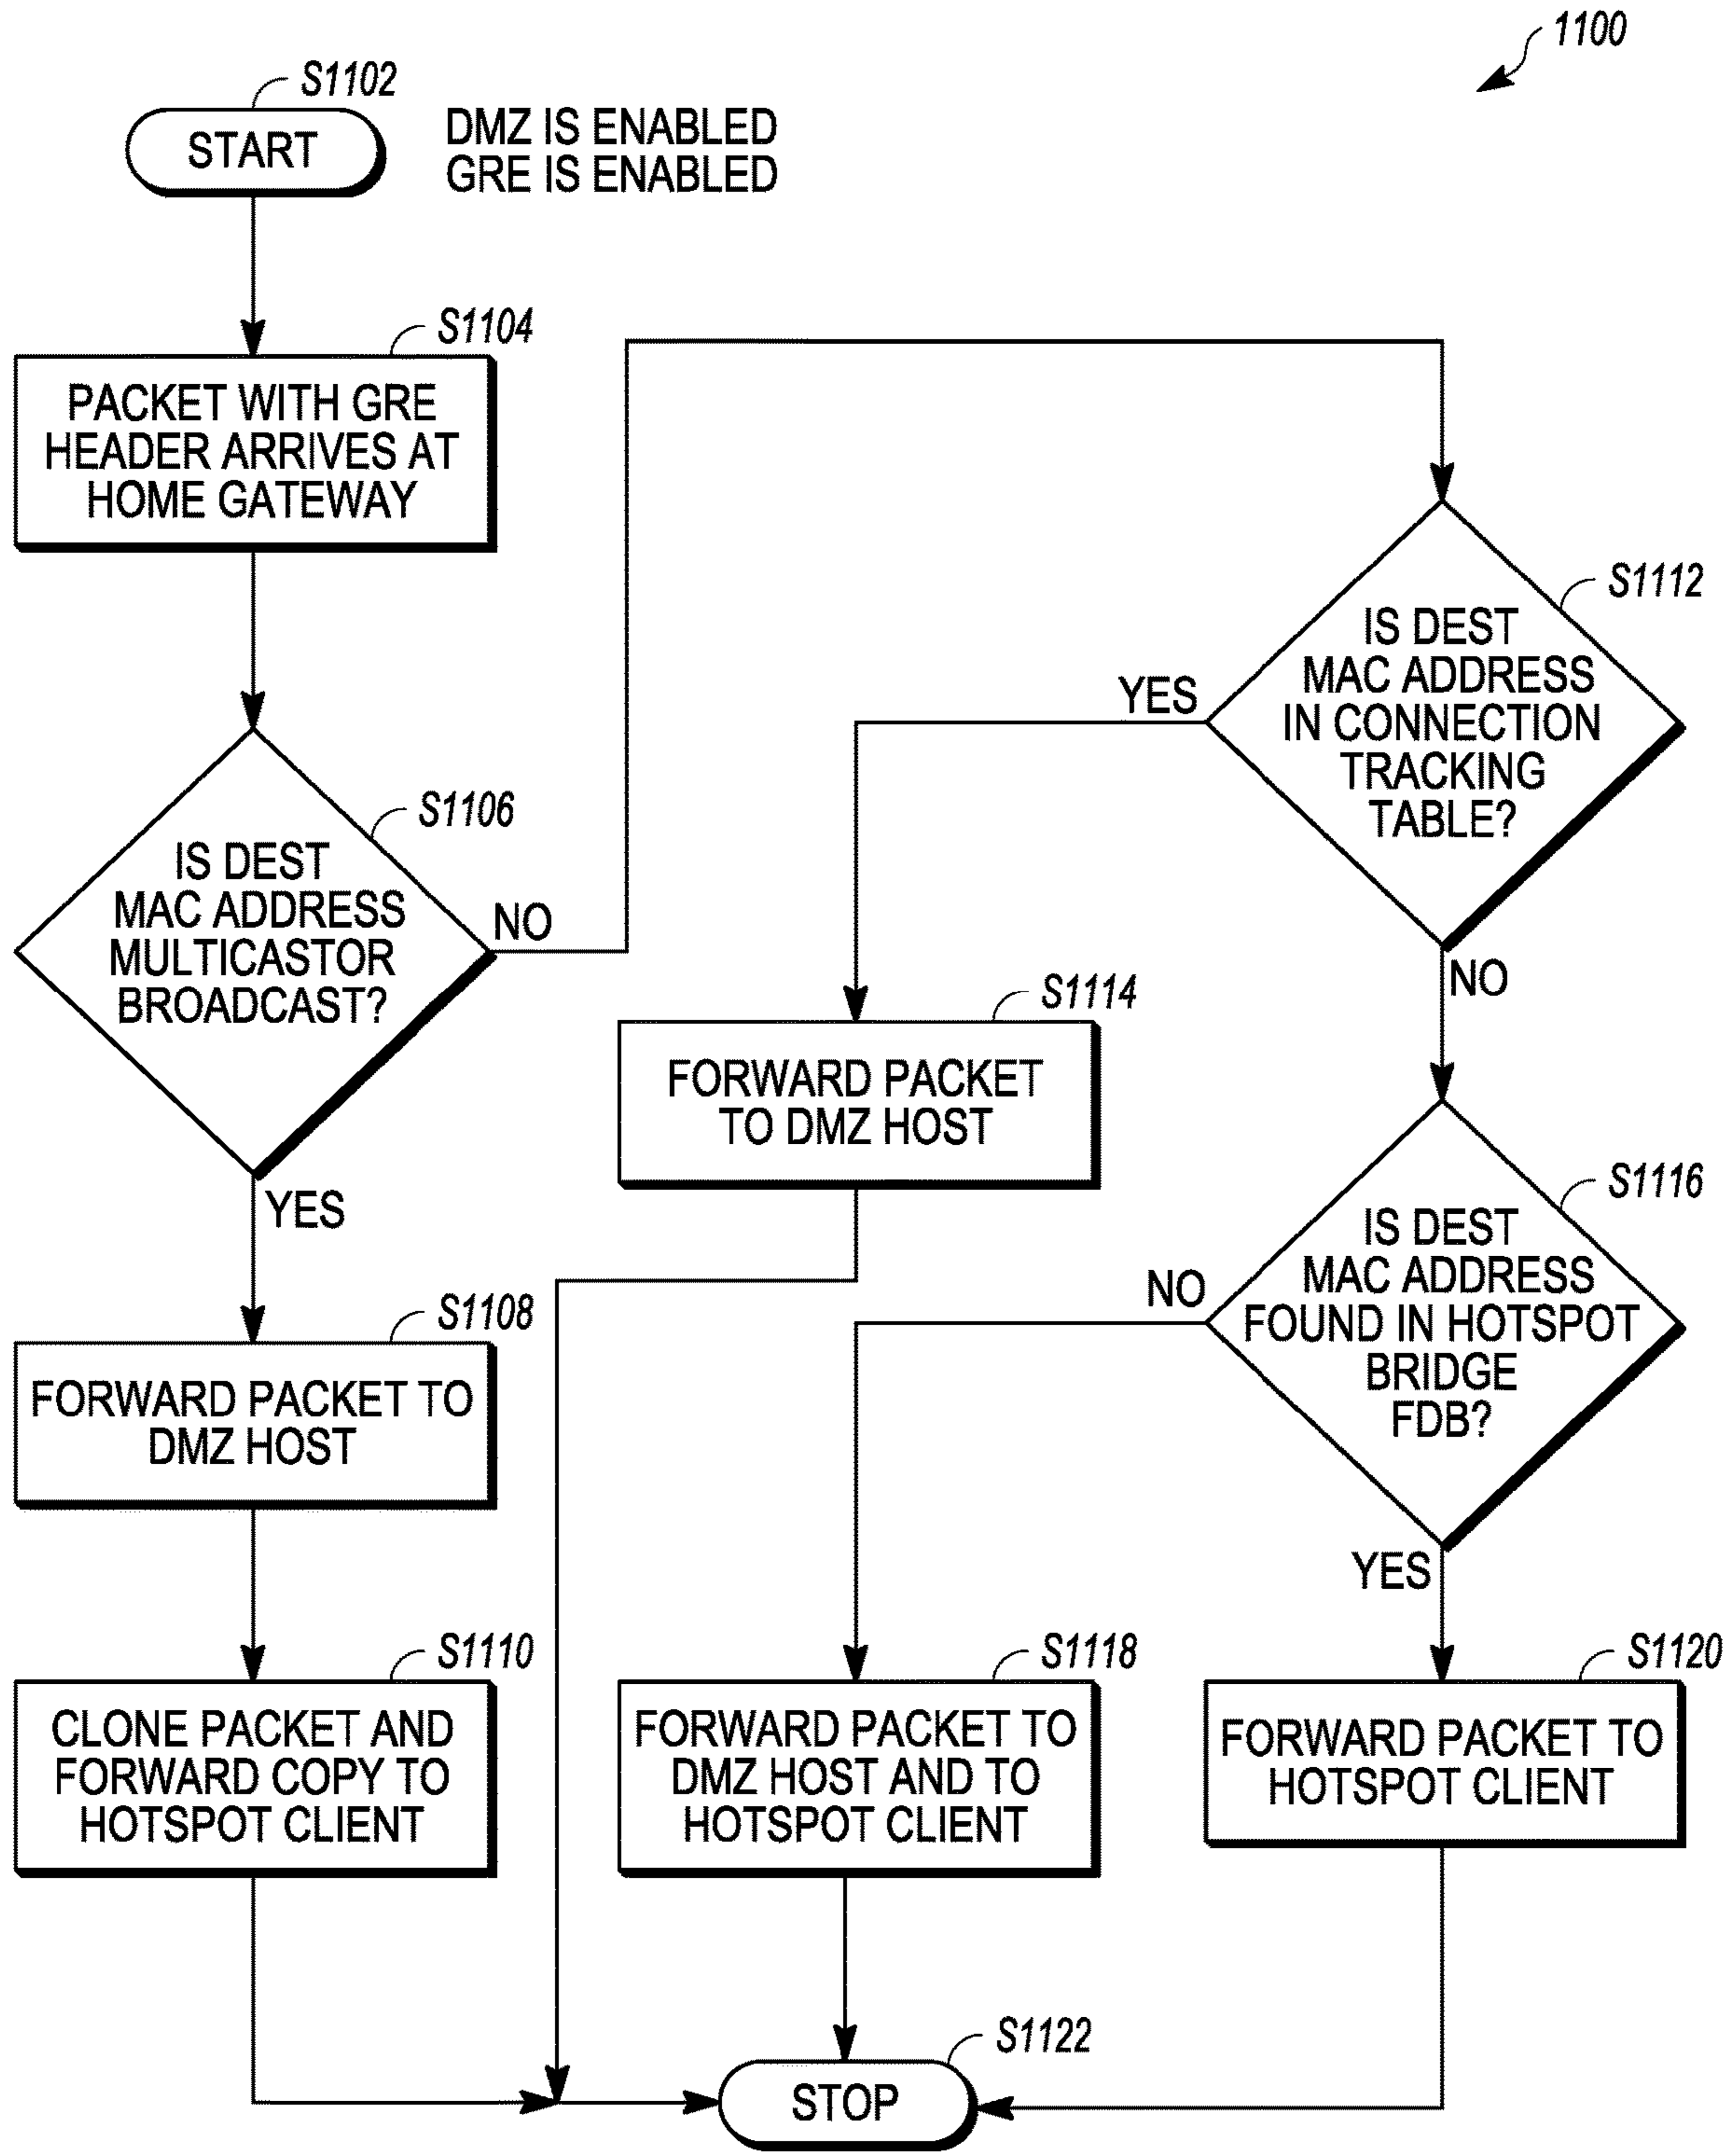 1100
S1102
START
DMZ IS ENABLED
GRE IS ENABLED
S1104
PACKET WITH GRE
HEADER ARRIVES AT
HOME GATEWAY
S1106
IS DEST
MAC ADDRESS
MULTICASTOR
BROADCAST?
NO
YES
S1108
FORWARD PACKET TO
DMZ HOST
S1110
CLONE PACKET AND
FORWARD COPY TO
HOTSPOT CLIENT
S1112
IS DEST
MAC ADDRESS
IN CONNECTION
TRACKING
TABLE?
YES
NO
S1114
FORWARD PACKET
TO DMZ HOST
S1116
IS DEST
MAC ADDRESS
FOUND IN HOTSPOT
BRIDGE
FDB?
NO
YES
S1118
FORWARD PACKET TO
DMZ HOST AND TO
HOTSPOT CLIENT
S1120
FORWARD PACKET TO
HOTSPOT CLIENT
S1122
STOP